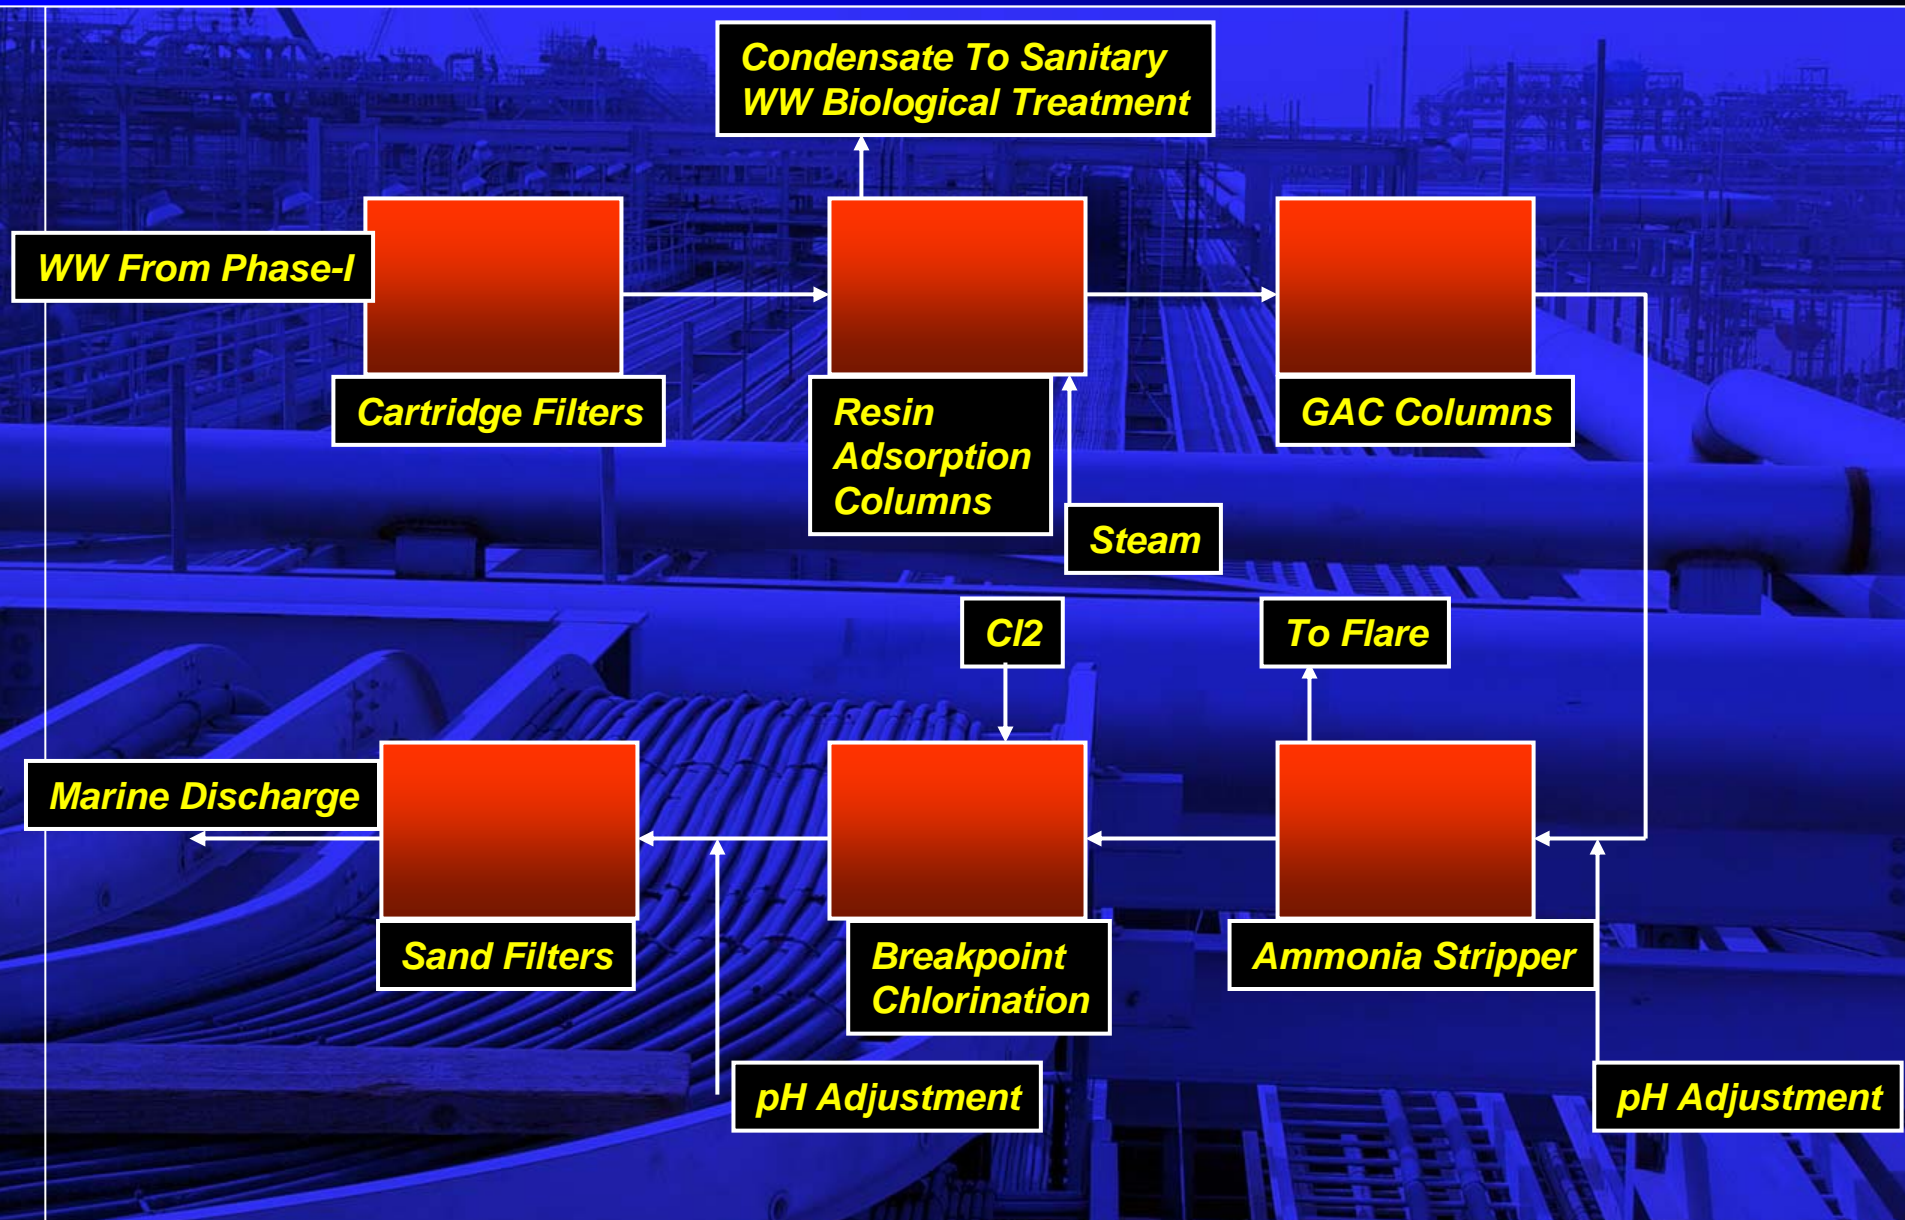 Condensate To Sanitary
WW Biological Treatment
WW From Phase-I
Cartridge Filters
Resin
Adsorption
Columns
GAC Columns
Steam
Cl2
To Flare
Marine Discharge
Sand Filters
Breakpoint
Chlorination
Ammonia Stripper
pH Adjustment
pH Adjustment